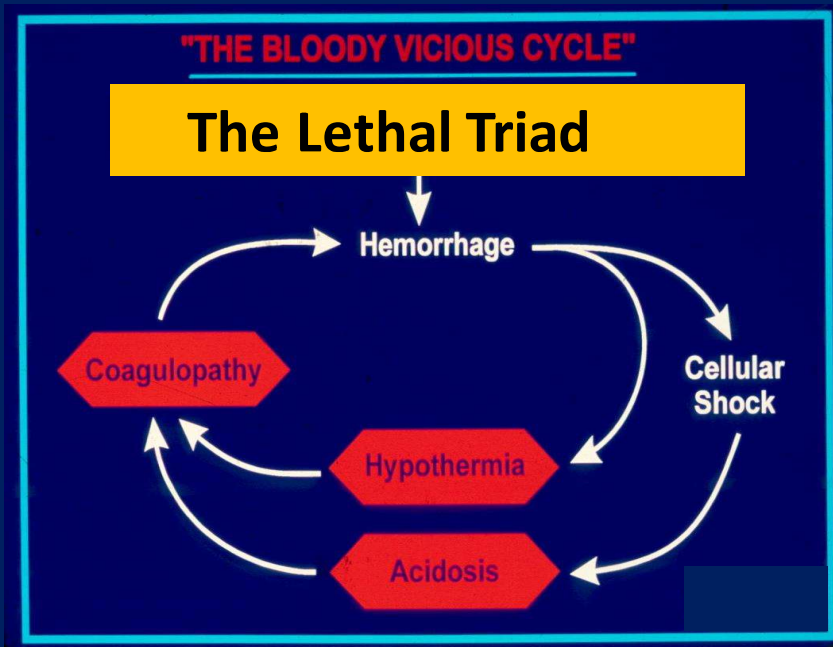 "THE BLOODY VICIOUS CYCLE"
The Lethal Triad
Hemorrhage
Coagulopathy
Cellular
Shock
Hypothermia
Acidosis